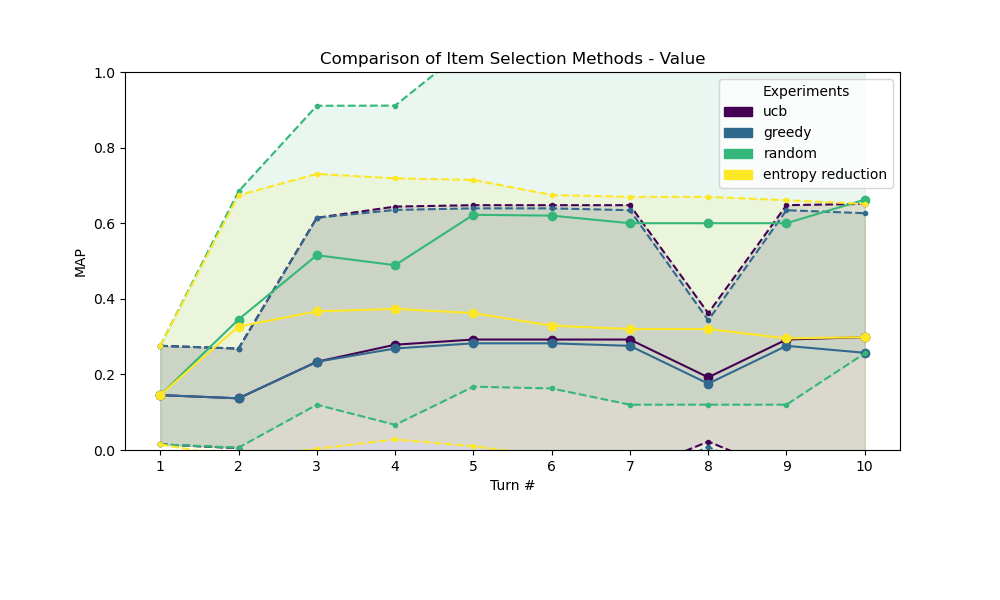 Comparison of Item Selection Methods - Value
1.0
0.8
0.6
0.4
0.2
0.0
MAP
Experiments
ucb
greedy
random
entropy reduction
1 2 3 4 5 6 7 8 9 10
Turn #